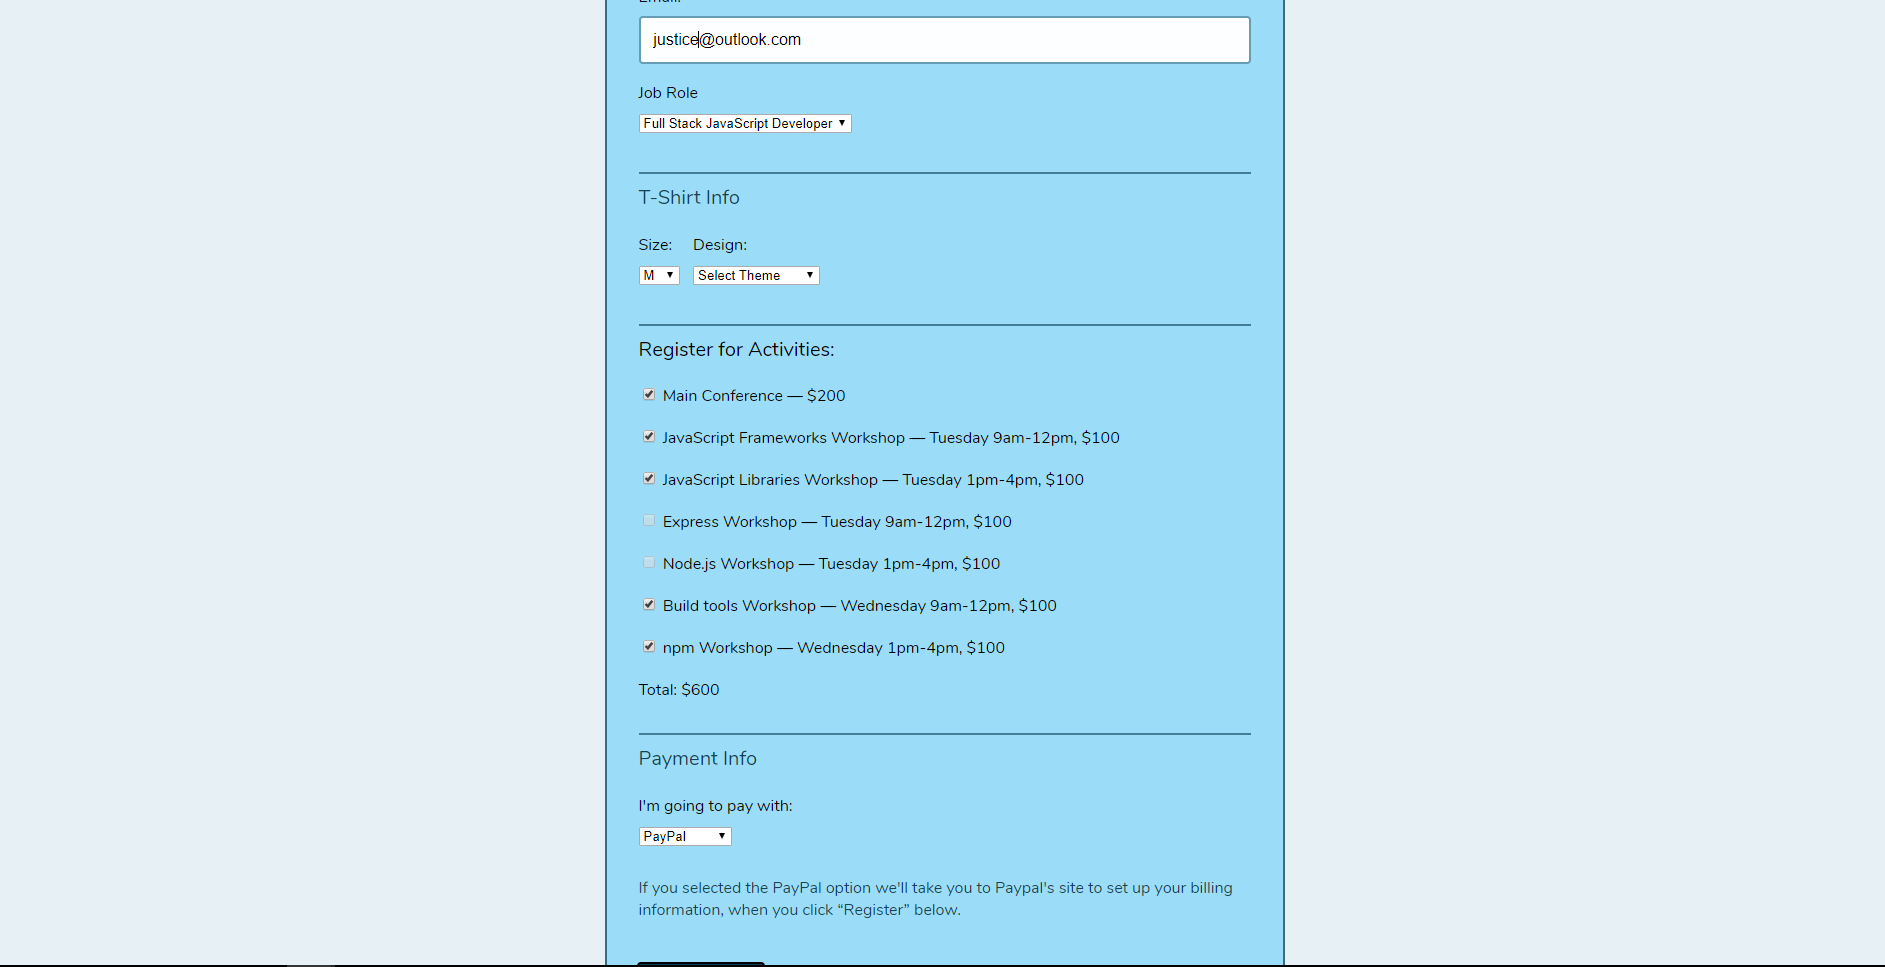 justice@outlook.com
Job Role
Full Stack JavaScript Developer
T-Shirt Info
Size: Design:
M Select Theme
Register for Activities:
Main Conference — $200
JavaScript Frameworks Workshop — Tuesday 9am-12pm, $100
JavaScript Libraries Workshop — Tuesday 1pm-4pm, $100
Express Workshop — Tuesday 9am-12pm, $100
Node.js Workshop — Tuesday 1pm-4pm, $100
Build tools Workshop — Wednesday 9am-12pm, $100
npm Workshop — Wednesday 1pm-4pm, $100
Total: $600
Payment Info
I'm going to pay with:
PayPal
If you selected the PayPal option we'll take you to Paypal's site to set up your billing
information, when you click “Register” below.